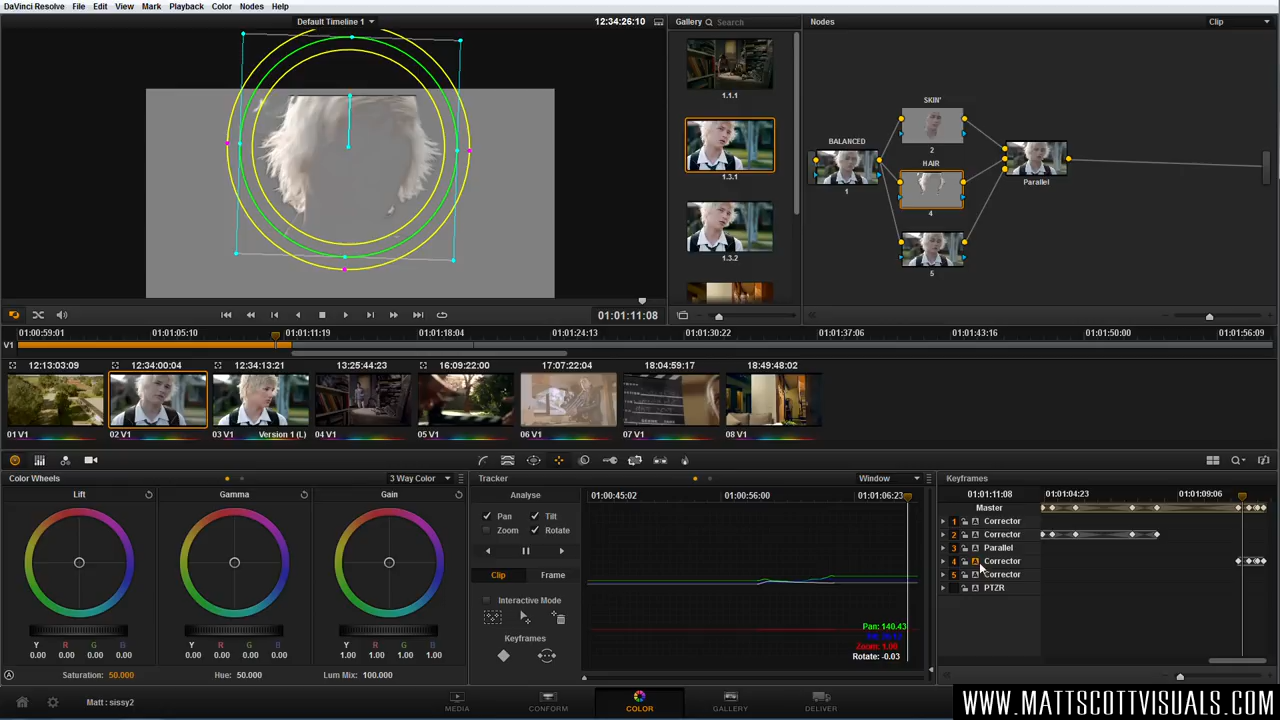 DaVinci Resolve File Edit View Mark Playback Color Nodes Help
Default Timeline 1
12:34:26:10
Gallery Search
Nodes
Clip
1.1.1
1.3.1
1.3.2
BALANCED
1
SKIN'
2
HAIR
4
5
Parallel
01:01:11:08
01:00:59:01 01:01:05:10 01:01:11:19 01:01:18:04 01:01:24:13 01:01:30:22 01:01:37:06 01:01:43:16 01:01:50:00 01:01:56:09
V1
12:13:03:09 12:34:00:04 12:34:13:21 13:25:44:23 16:09:22:00 17:07:22:04 18:04:59:17 18:49:48:02
01 V1 02 V1 03 V1 Version 1 (L) 04 V1 05 V1 06 V1 07 V1 08 V1
Color Wheels
3 Way Color
Lift Gamma Gain
Y R G B Y R G B Y R G B
0.00 0.00 0.00 0.00 0.00 0.00 0.00 0.00 1.00 1.00 1.00 1.00
A Saturation: 50.000 Hue: 50.000 Lum Mix: 100.000
Tracker
Window
Analyse
Pan Tilt
Zoom Rotate
Clip Frame
Interactive Mode
Keyframes
01:00:45:02 01:00:56:00 01:01:06:23
Pan: 140.43
Zoom: 1.00
Rotate: -0.03
Keyframes
01:01:11:08 01:01:04:23 01:01:09:06
Master
1 A Corrector
2 A Corrector
3 A Parallel
4 A Corrector
5 A Corrector
A PTZR
Matt : sissy2
MEDIA CONFORM COLOR GALLERY DELIVER
WWW.MATTSCOTTVISUALS.COM